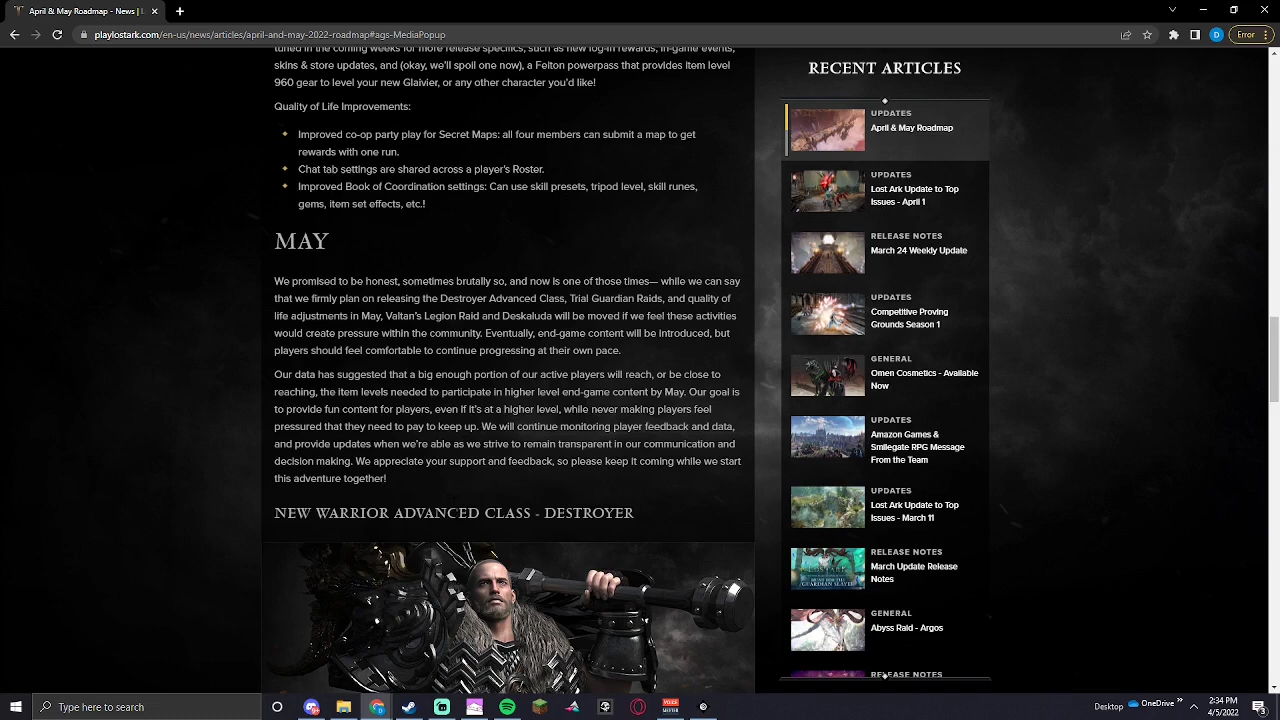 April & May Roadmap - News | L
playlostark.com/en-us/news/articles/april-and-may-2022-roadmap#ags-MediaPopup
D
Error
tuned in the coming weeks for more release specifics, such as new log-in rewards, in-game events,
skins & store updates, and (okay, we'll spoil one now), a Felton powerpass that provides item level
960 gear to level your new Glaivier, or any other character you'd like!
Quality of Life Improvements:
Improved co-op party play for Secret Maps: all four members can submit a map to get
rewards with one run.
Chat tab settings are shared across a player's Roster.
Improved Book of Coordination settings: Can use skill presets, tripod level, skill runes,
gems, item set effects, etc.!
MAY
We promised to be honest, sometimes brutally so, and now is one of those times— while we can say
that we firmly plan on releasing the Destroyer Advanced Class, Trial Guardian Raids, and quality of
life adjustments in May, Valtan's Legion Raid and Deskaluda will be moved if we feel these activities
would create pressure within the community. Eventually, end-game content will be introduced, but
players should feel comfortable to continue progressing at their own pace.
Our data has suggested that a big enough portion of our active players will reach, or be close to
reaching, the item levels needed to participate in higher level end-game content by May. Our goal is
to provide fun content for players, even if it's at a higher level, while never making players feel
pressured that they need to pay to keep up. We will continue monitoring player feedback and data,
and provide updates when we're able as we strive to remain transparent in our communication and
decision making. We appreciate your support and feedback, so please keep it coming while we start
this adventure together!
NEW WARRIOR ADVANCED CLASS - DESTROYER
RECENT ARTICLES
UPDATES
April & May Roadmap
UPDATES
Lost Ark Update to Top
Issues - April 1
RELEASE NOTES
March 24 Weekly Update
UPDATES
Competitive Proving
Grounds Season 1
GENERAL
Omen Cosmetics - Available
Now
UPDATES
Amazon Games &
Smilegate RPG Message
From the Team
UPDATES
Lost Ark Update to Top
Issues - March 11
RELEASE NOTES
March Update Release
Notes
GENERAL
Abyss Raid - Argos
RELEASE NOTES
Type here to search
Desktop
OneDrive
2:34 PM
4/5/2022